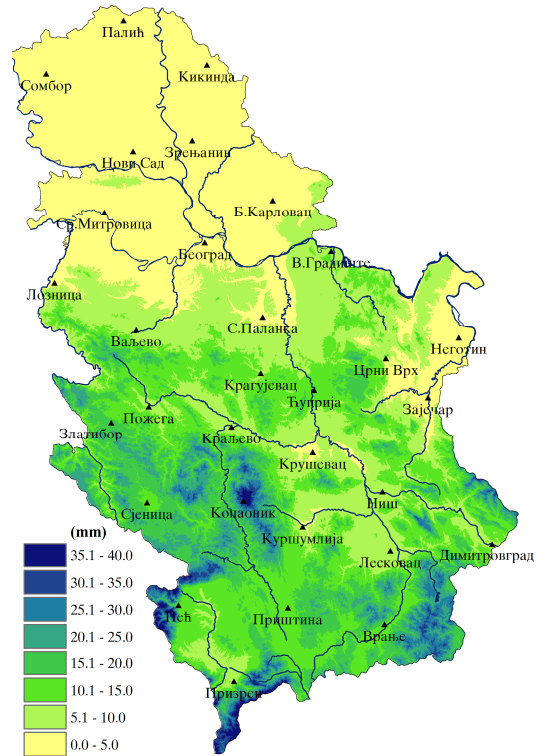 Палић
Кикинда
Сомбор
Зрењанин
Нови Сад
Б.Карловац
Ср.Митровица
Београд
В.Градиште
Лозница
С.Паланка
Ваљево
Неготин
Црни Врх
Крагујевац
Ћуприја
Зајечар
Пожега
Златибор
Краљево
Крушевац
Ниш
Копаоник
Сјеница
Куршумлија
(mm)
Димитровград
Лесковац
35.1 - 40.0
30.1 - 35.0
25.1 - 30.0
Пећ
Приштина
Врање
20.1 - 25.0
15.1 - 20.0
10.1 - 15.0
Призрен
5.1 - 10.0
0.0 - 5.0